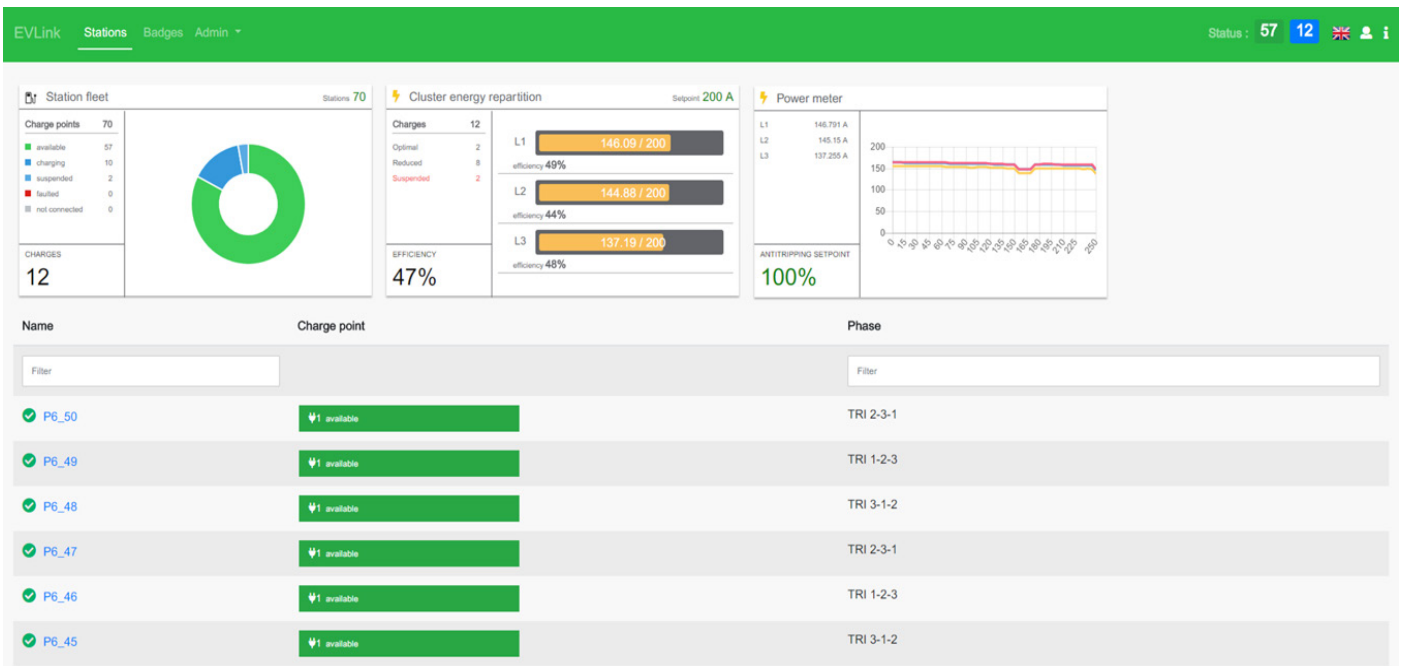 EVLink Stations Badges Admin Status : 57 12
Station fleet Stations 70
Charge points 70
available 57
charging 10
suspended 2
faulted 0
not connected 0
CHARGES
12
Cluster energy repartition Setpoint 200 A
Charges 12
Optimal 2
Reduced 8
Suspended 2
EFFICIENCY
47%
L1 146.09 / 200
efficiency 49%
L2 144.88 / 200
efficiency 44%
L3 137.19 / 200
efficiency 48%
Power meter
L1 146.791 A
L2 145.15 A
L3 137.255 A
ANTITRIPPING SETPOINT
100%
200
150
100
50
0
0 15 30 45 60 75 90 105 120 135 150 165 180 195 210 225 250
Name Charge point Phase
Filter Filter
P6_50 1 available TRI 2-3-1
P6_49 1 available TRI 1-2-3
P6_48 1 available TRI 3-1-2
P6_47 1 available TRI 2-3-1
P6_46 1 available TRI 1-2-3
P6_45 1 available TRI 3-1-2